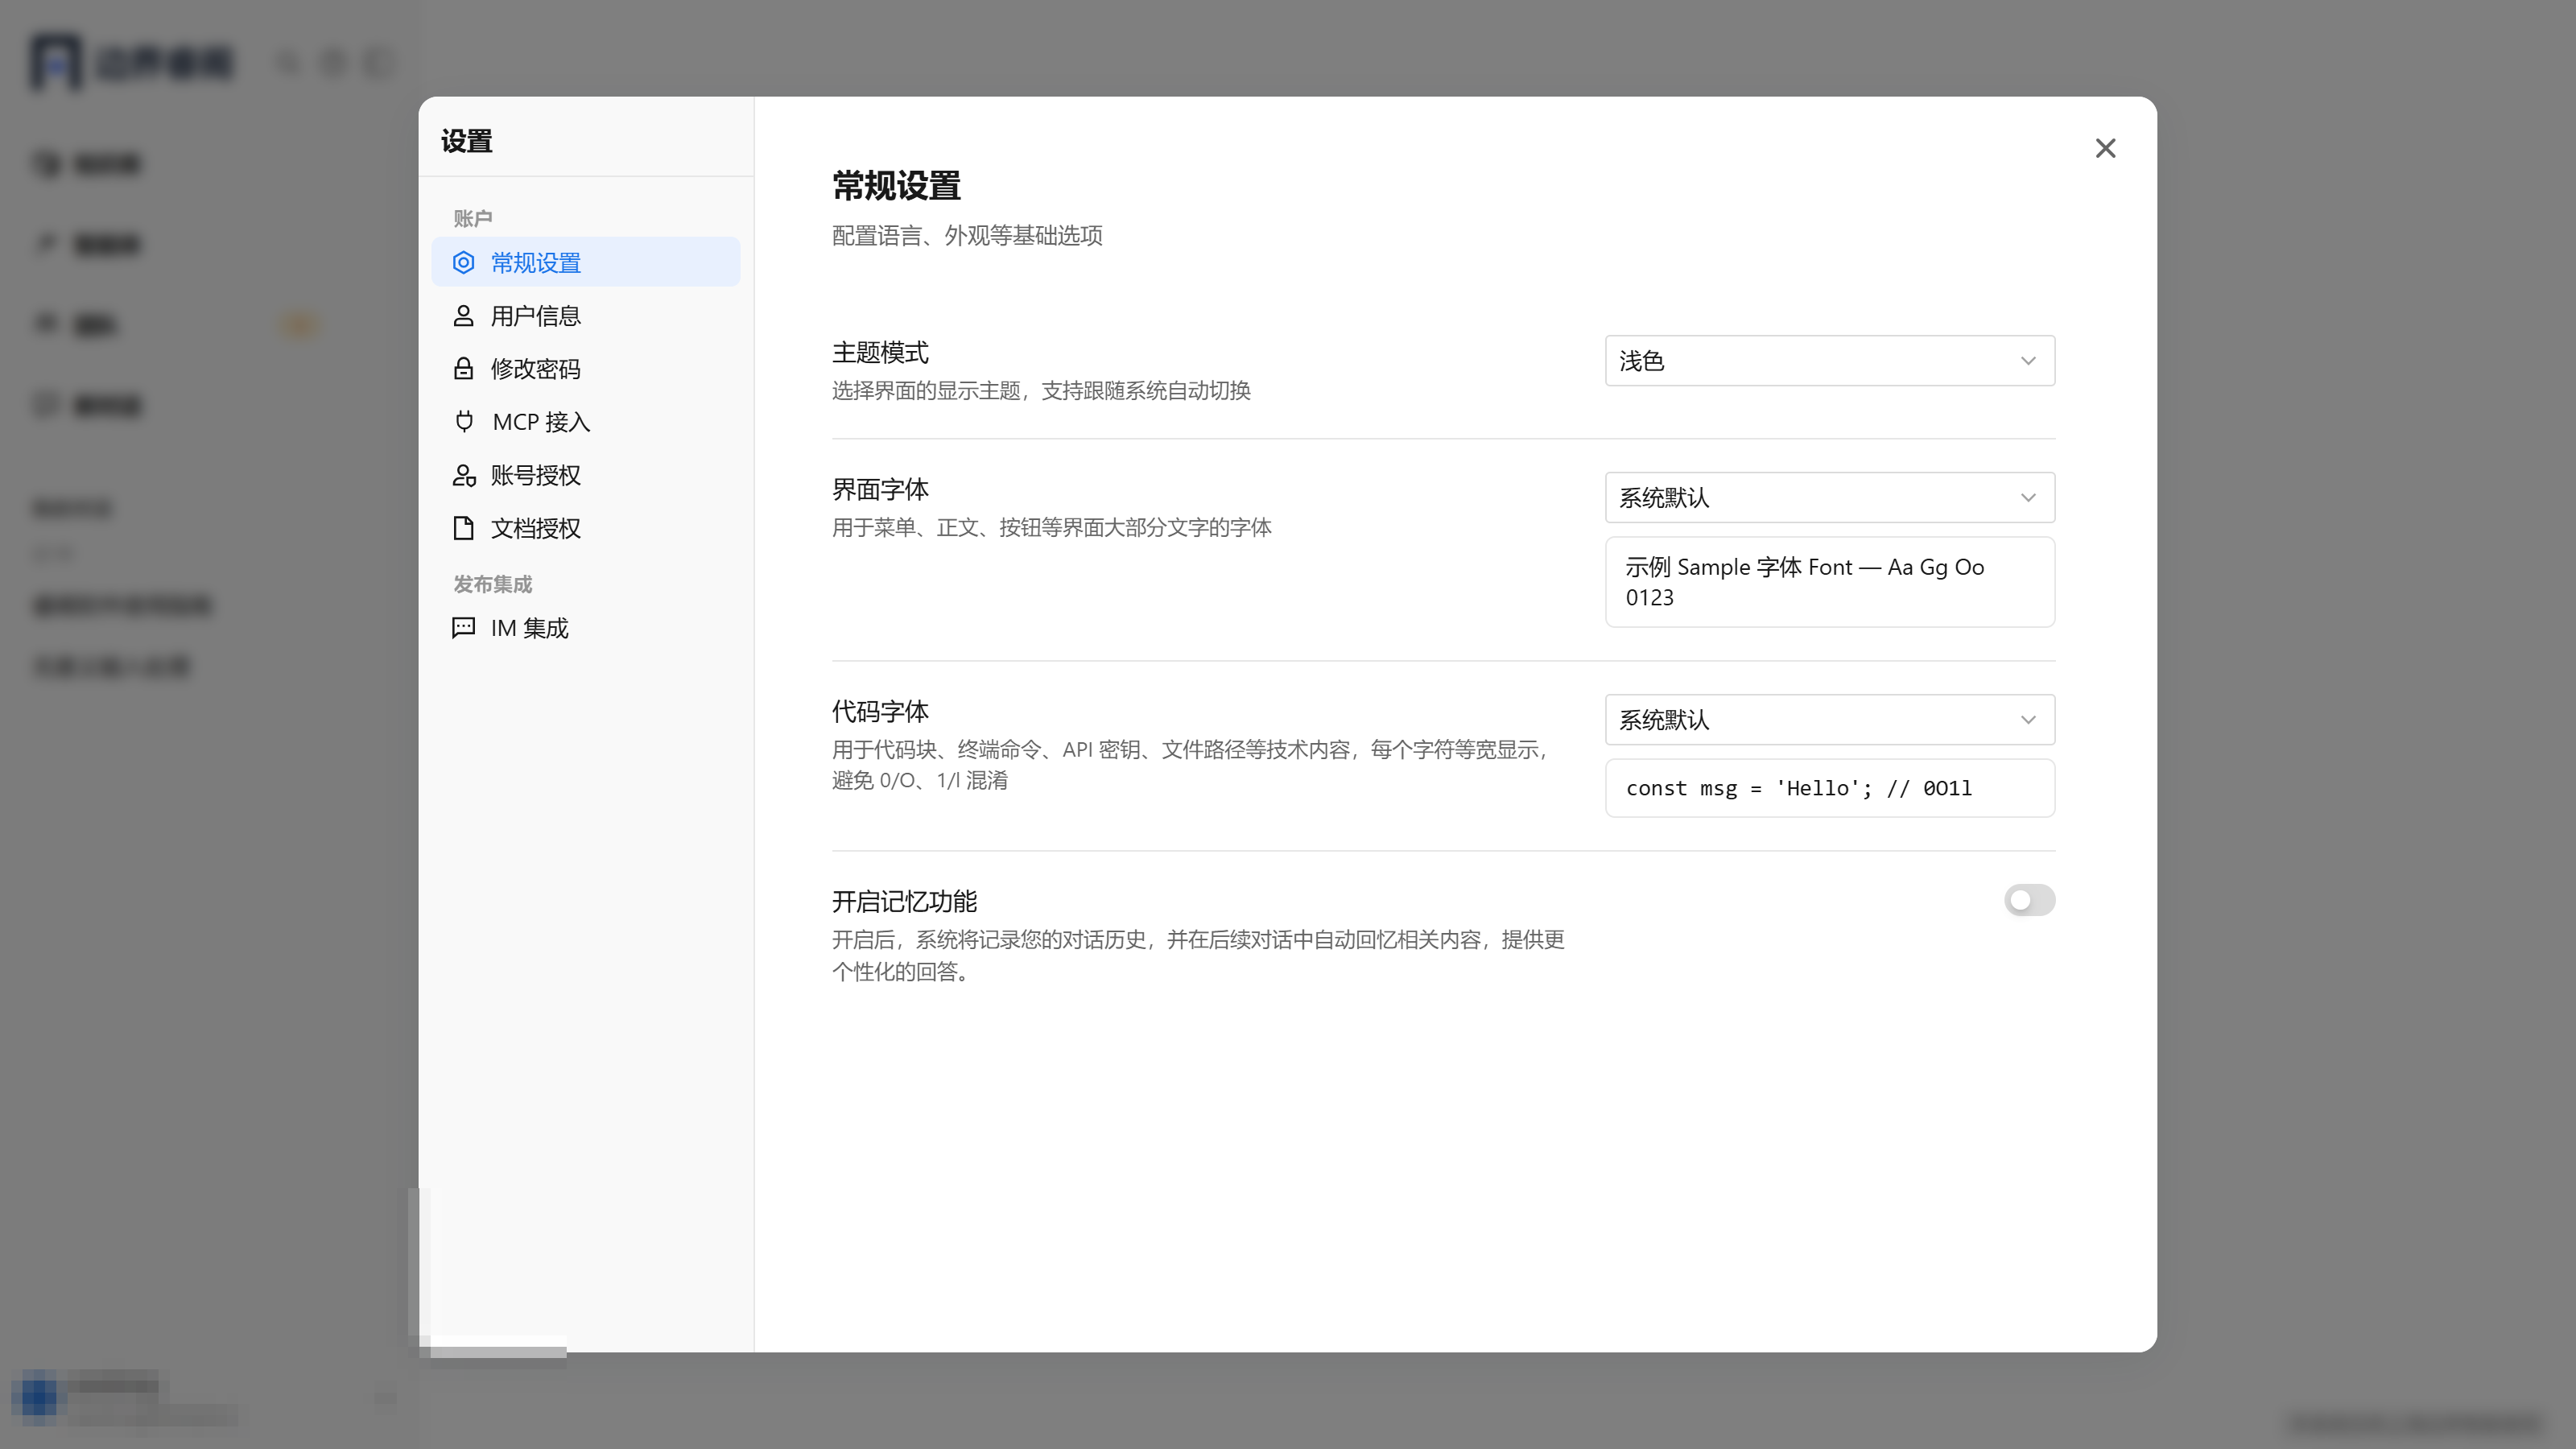 设置
账户
常规设置
用户信息
修改密码
MCP 接入
账号授权
文档授权
发布集成
IM 集成
常规设置
配置语言、外观等基础选项
主题模式
选择界面的显示主题，支持跟随系统自动切换
浅色
界面字体
用于菜单、正文、按钮等界面大部分文字的字体
系统默认
示例 Sample 字体 Font — Aa Gg Oo
0123
代码字体
用于代码块、终端命令、API 密钥、文件路径等技术内容，每个字符等宽显示，
避免 0/O、1/l 混淆
系统默认
const msg = 'Hello'; // 0O1l
开启记忆功能
开启后，系统将记录您的对话历史，并在后续对话中自动回忆相关内容，提供更
个性化的回答。